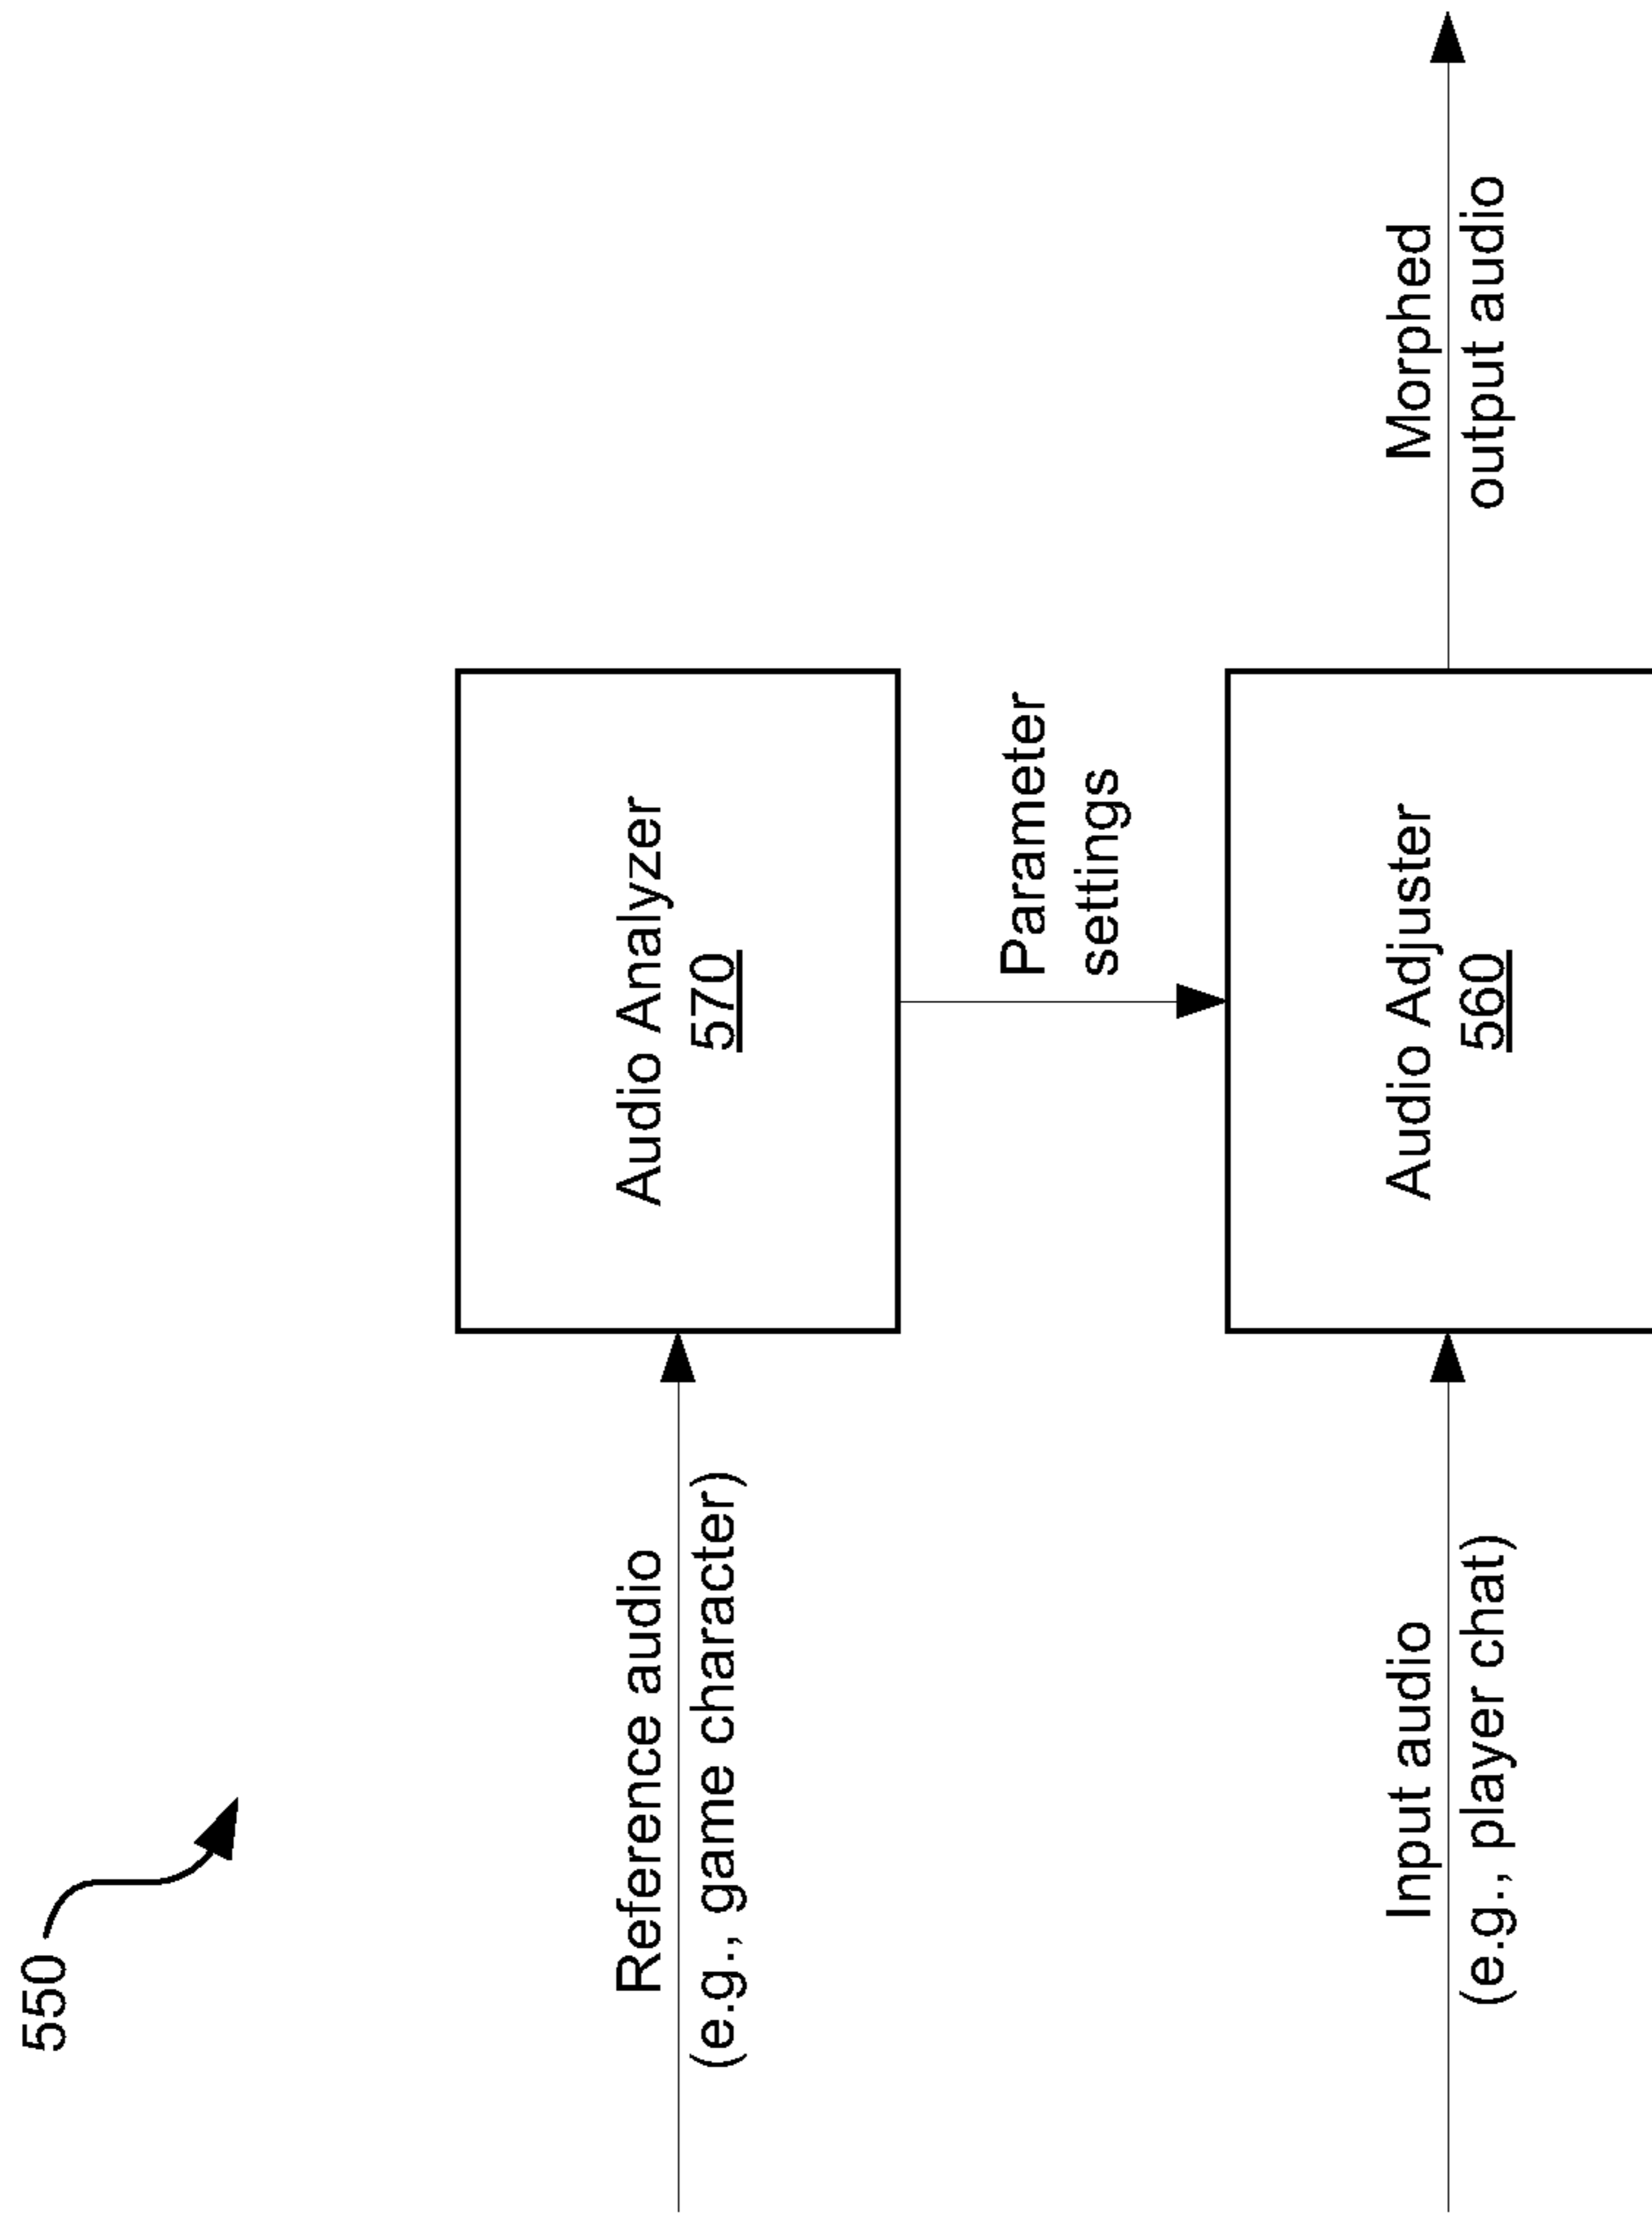 550
Reference audio
(e.g., game character)
Audio Analyzer
570
Parameter
settings
Input audio
(e.g., player chat)
Audio Adjuster
560
Morphed
output audio